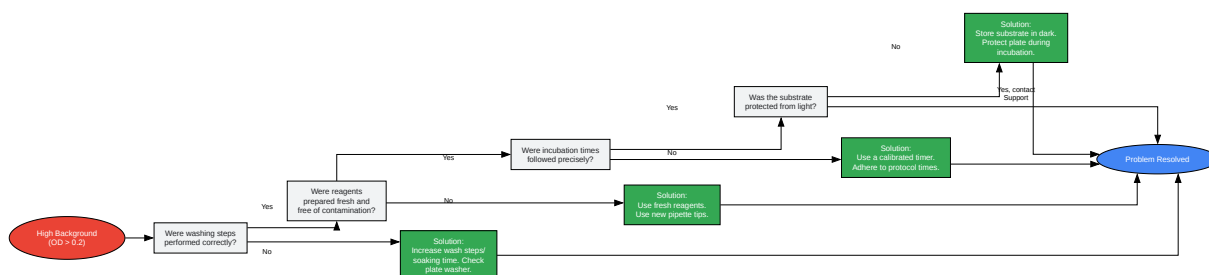 High Background
(OD > 0.2)
Were washing steps
performed correctly?
Yes
No
Were reagents
prepared fresh and
free of contamination?
Solution:
Increase wash steps/
soaking time. Check
plate washer.
Yes
No
Were incubation times
followed precisely?
Solution:
Use fresh reagents.
Use new pipette tips.
Yes
No
Was the substrate
protected from light?
Solution:
Use a calibrated timer.
Adhere to protocol times.
No
Yes, contact
Support
Solution:
Store substrate in dark.
Protect plate during
incubation.
Problem Resolved